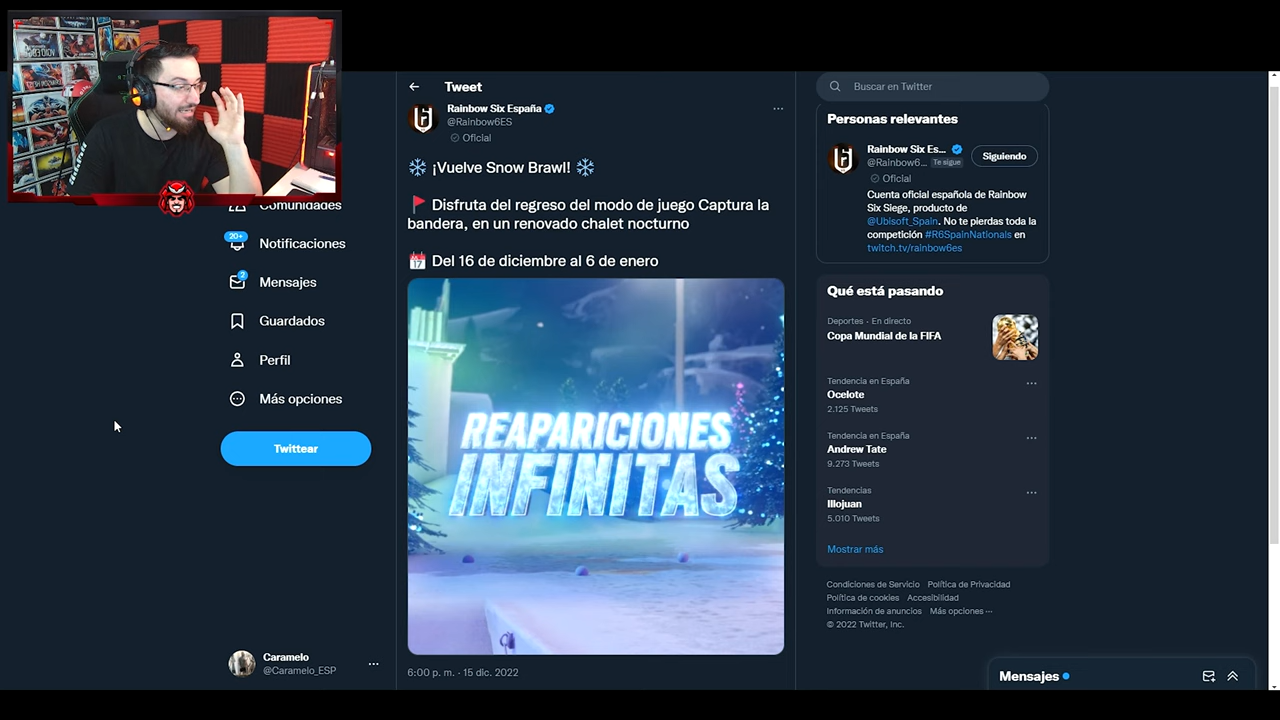 Tweet
Rainbow Six España
@Rainbow6ES
Oficial
¡Vuelve Snow Brawl!
Disfruta del regreso del modo de juego Captura la
bandera, en un renovado chalet nocturno
Del 16 de diciembre al 6 de enero
REAPARICIONES
INFINITAS
6:00 p. m. · 15 dic. 2022
Comunidades
20+
Notificaciones
2
Mensajes
Guardados
Perfil
Más opciones
Twittear
Caramelo
@Caramelo_ESP
Buscar en Twitter
Personas relevantes
Rainbow Six Es...
@Rainbow6... Te sigue
Siguiendo
Oficial
Cuenta oficial española de Rainbow
Six Siege, producto de
@Ubisoft_Spain. No te pierdas toda la
competición #R6SpainNationals en
twitch.tv/rainbow6es
Qué está pasando
Deportes · En directo
Copa Mundial de la FIFA
Tendencia en España
Ocelote
2.125 Tweets
Tendencia en España
Andrew Tate
9.273 Tweets
Tendencias
Illojuan
5.010 Tweets
Mostrar más
Condiciones de Servicio Política de Privacidad
Política de cookies Accesibilidad
Información de anuncios Más opciones ···
© 2022 Twitter, Inc.
Mensajes